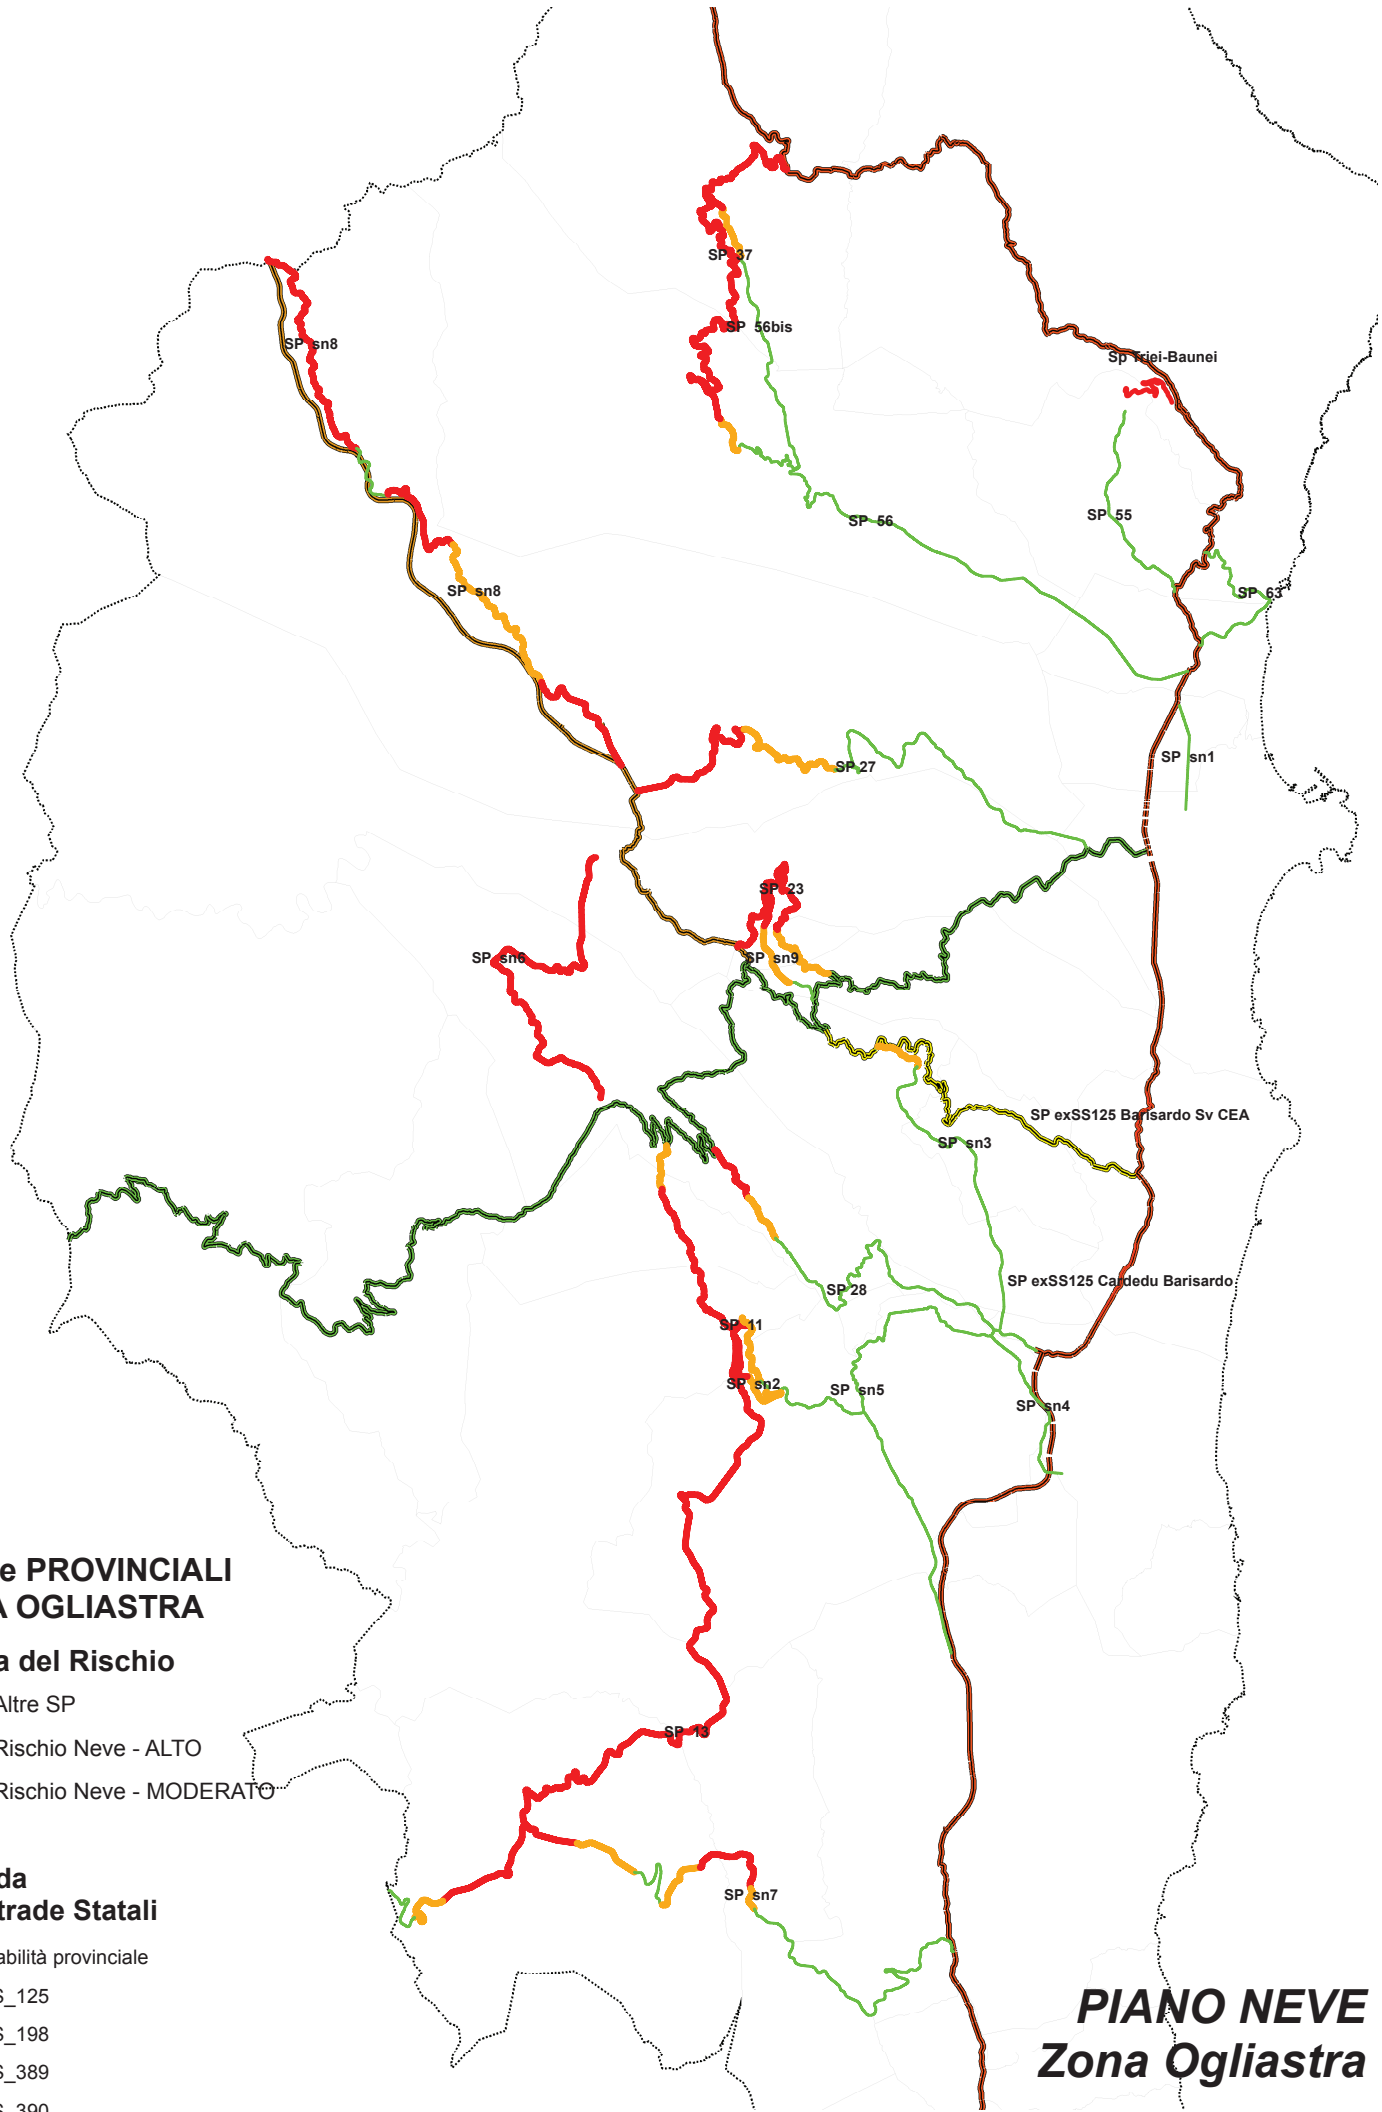 SP 37
SP sn8
SP 56bis
Sp Triei-Baunei
SP 55
SP 56
SP sn8
SP 63
SP sn1
SP 27
SP 23
SP sn6
SP sn9
SP exSS125 Barisardo Sv CEA
SP sn3
SP exSS125 Cardedu Barisardo
SP 28
SP 11
SP sn2
SP sn5
SP sn4
e PROVINCIALI
A OGLIASTRA
a del Rischio
Altre SP
SP 13
Rischio Neve - ALTO
Rischio Neve - MODERATO
da
trade Statali
SP sn7
abilità provinciale
S_125
S_198
S_389
S_390
PIANO NEVE
Zona Ogliastra